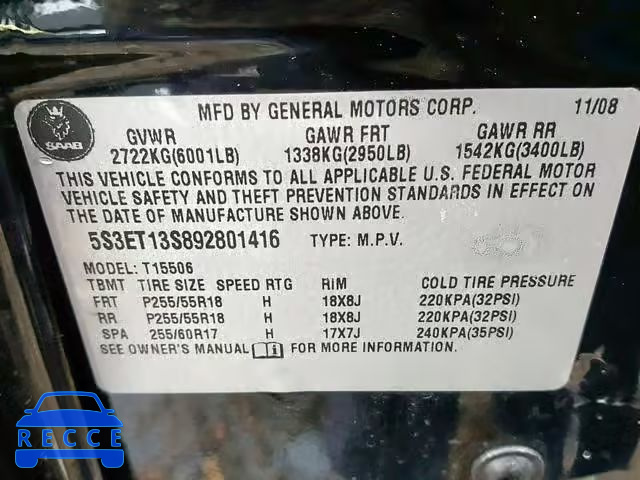 SAAB
MFD BY GENERAL MOTORS CORP. 11/08
GVWR GAWR FRT GAWR RR
2722KG(6001LB) 1338KG(2950LB) 1542KG(3400LB)
THIS VEHICLE CONFORMS TO ALL APPLICABLE U.S. FEDERAL MOTOR
VEHICLE SAFETY AND THEFT PREVENTION STANDARDS IN EFFECT ON
THE DATE OF MANUFACTURE SHOWN ABOVE.
5S3ET13S892801416 TYPE: M.P.V.
MODEL: T15506
TBMT TIRE SIZE SPEED RTG RIM COLD TIRE PRESSURE
FRT P255/55R18 H 18X8J 220KPA(32PSI)
RR P255/55R18 H 18X8J 220KPA(32PSI)
SPA 255/60R17 H 17X7J 240KPA(35PSI)
SEE OWNER'S MANUAL FOR MORE INFORMATION.
RECCE